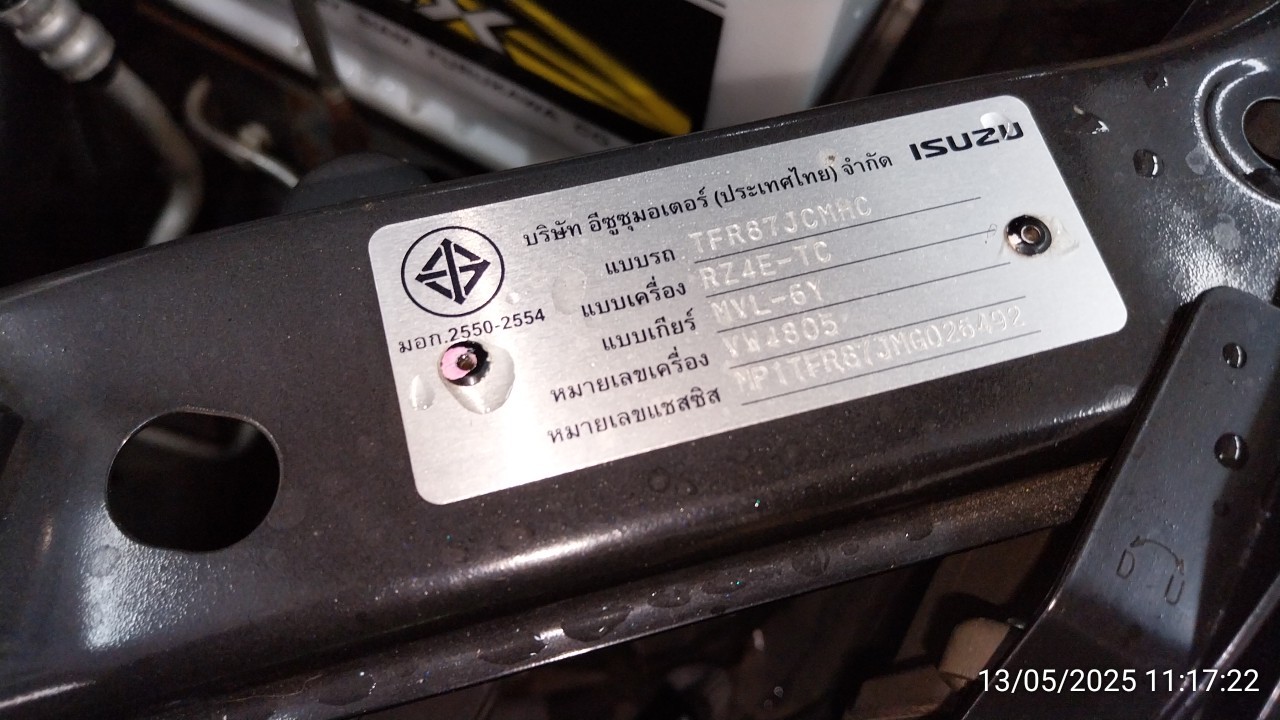 บริษัท อีซูซุมอเตอร์ (ประเทศไทย) จำกัด ISUZU
แบบรถ TFR87JCMRC
แบบเครื่อง RZ4E-TC
แบบเกียร์ MVL-6Y
หมายเลขเครื่อง VW4805
หมายเลขแชสซิส MP1TFR87JMG026492
มอก.2550-2554
D U
13/05/2025 11:17:22